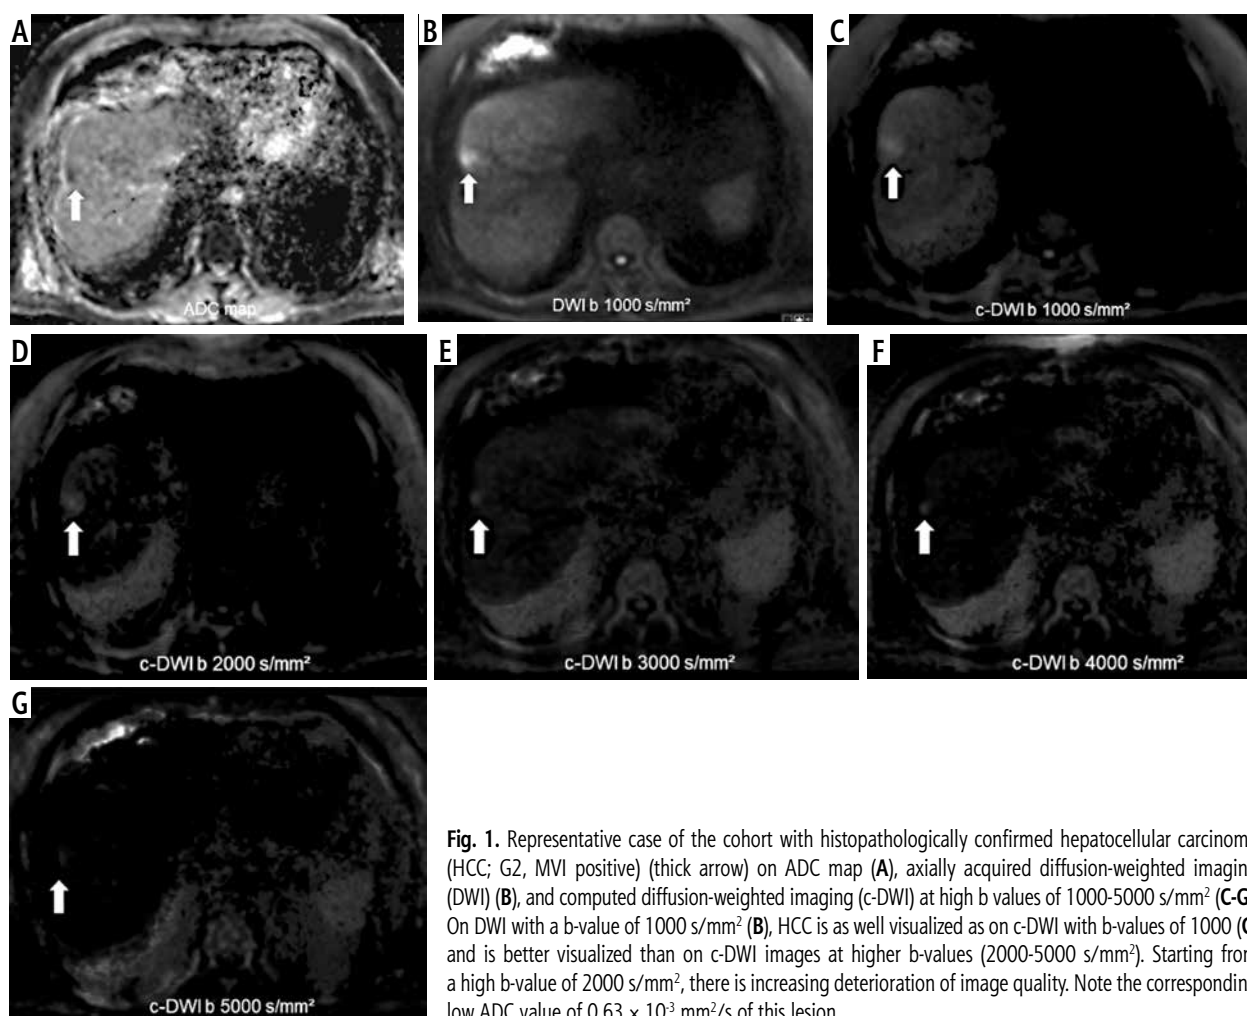 A
B
C
ADC map
DWI b 1000 s/mm²
c-DWI b 1000 s/mm²
D
E
F
c-DWI b 2000 s/mm²
c-DWI b 3000 s/mm²
c-DWI b 4000 s/mm²
G
c-DWI b 5000 s/mm²
Fig. 1. Representative case of the cohort with histopathologically confirmed hepatocellular carcinom
(HCC; G2, MVI positive) (thick arrow) on ADC map (A), axially acquired diffusion-weighted imagin
(DWI) (B), and computed diffusion-weighted imaging (c-DWI) at high b values of 1000-5000 s/mm² (C-G
On DWI with a b-value of 1000 s/mm² (B), HCC is as well visualized as on c-DWI with b-values of 1000 (C
and is better visualized than on c-DWI images at higher b-values (2000-5000 s/mm²). Starting fror
a high b-value of 2000 s/mm², there is increasing deterioration of image quality. Note the correspondin
low ADC value of 0.63 × 10⁻³ mm²/s of this lesion.